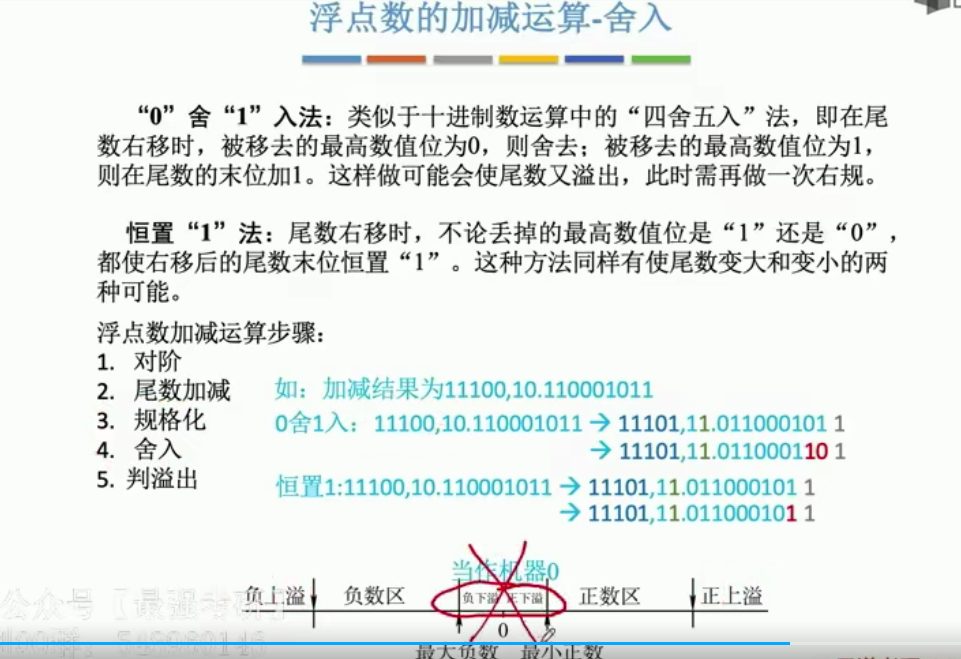 浮点数的加减运算-舍入
“0”舍“1”入法：类似于十进制数运算中的“四舍五入”法，即在尾
数右移时，被移去的最高数值位为0，则舍去；被移去的最高数值位为1，
则在尾数的末位加1。这样做可能会使尾数又溢出，此时需再做一次右规。
恒置“1”法：尾数右移时，不论丢掉的最高数值位是“1”还是“0”，
都使右移后的尾数末位恒置“1”。这种方法同样有使尾数变大和变小的两
种可能。
浮点数加减运算步骤：
1. 对阶
2. 尾数加减
3. 规格化
4. 舍入
5. 判溢出
如：加减结果为11100,10.110001011
0舍1入：11100,10.110001011 → 11101,11.011000101 1
→ 11101,11.011000110 1
恒置1:11100,10.110001011 → 11101,11.011000101 1
→ 11101,11.011000101 1
当作机器0
负上溢 负数区 负下溢 正下溢 正数区 正上溢
0
最大负数 最小正数
公众号【最强考研】